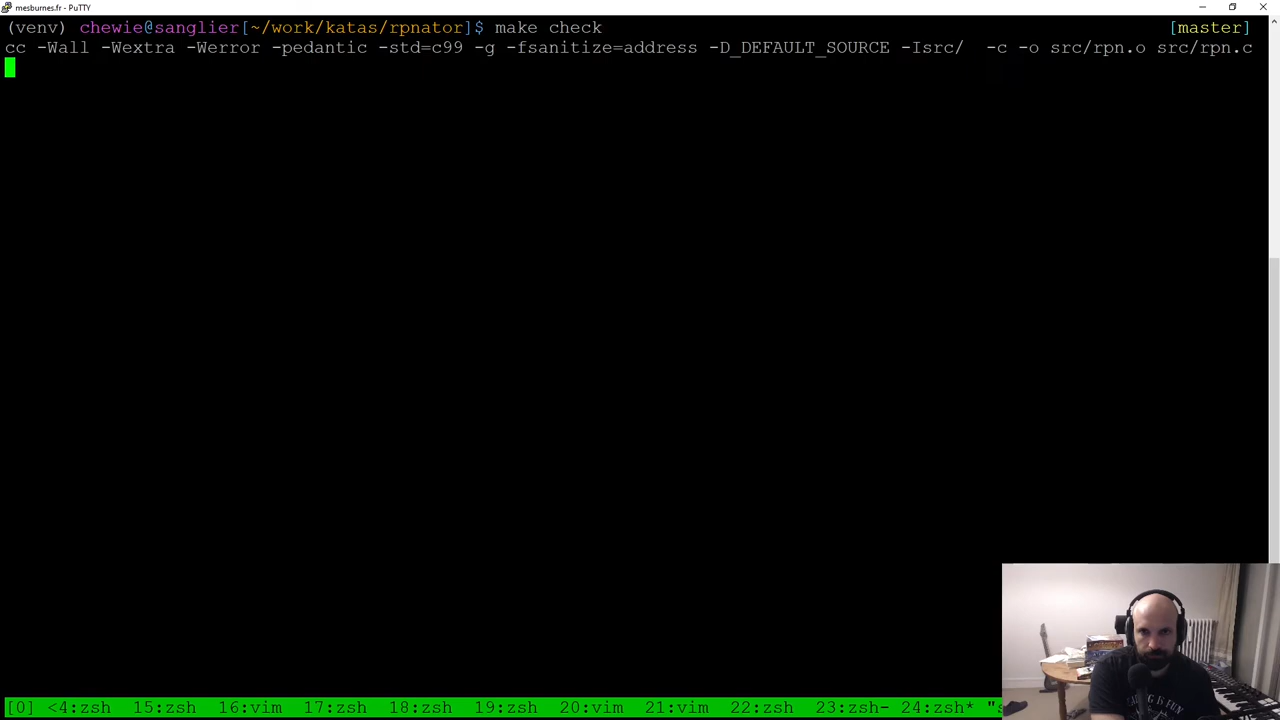 mesburnes.fr - PuTTY
(venv) chewie@sanglier[~/work/katas/rpnator]$ make check [master]
cc -Wall -Wextra -Werror -pedantic -std=c99 -g -fsanitize=address -D_DEFAULT_SOURCE -Isrc/  -c -o src/rpn.o src/rpn.c
[0] <4:zsh  15:zsh  16:vim  17:zsh  18:zsh  19:zsh  20:vim  21:vim  22:zsh  23:zsh- 24:zsh* "s